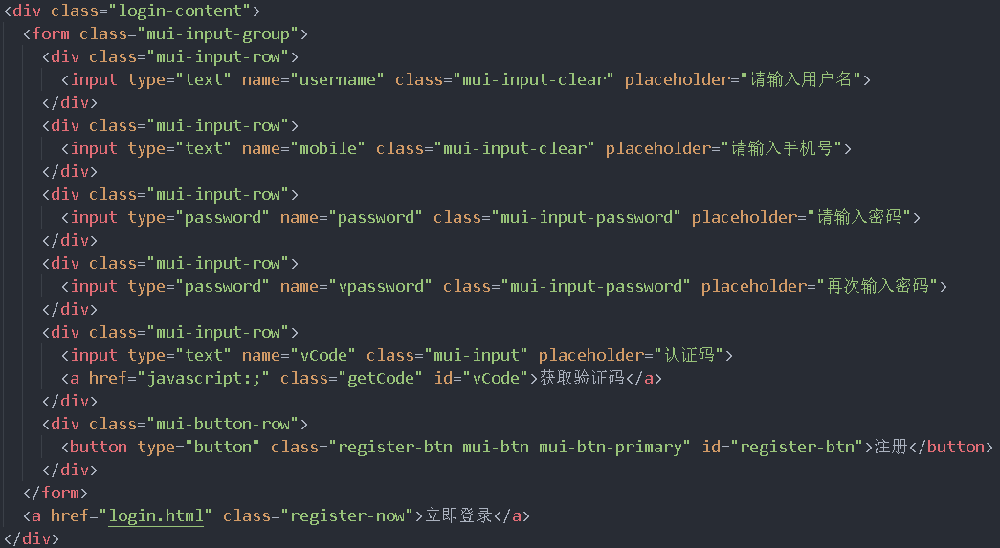 <div class="login-content">
<form class="mui-input-group">
<div class="mui-input-row">
<input type="text" name="username" class="mui-input-clear" placeholder="请输入用户名">
</div>
<div class="mui-input-row">
<input type="text" name="mobile" class="mui-input-clear" placeholder="请输入手机号">
</div>
<div class="mui-input-row">
<input type="password" name="password" class="mui-input-password" placeholder="请输入密码">
</div>
<div class="mui-input-row">
<input type="password" name="vpassword" class="mui-input-password" placeholder="再次输入密码">
</div>
<div class="mui-input-row">
<input type="text" name="vCode" class="mui-input" placeholder="认证码">
<a href="javascript:;" class="getCode" id="vCode">获取验证码</a>
</div>
<div class="mui-button-row">
<button type="button" class="register-btn mui-btn mui-btn-primary" id="register-btn">注册</button>
</div>
</form>
<a href="login.html" class="register-now">立即登录</a>
</div>